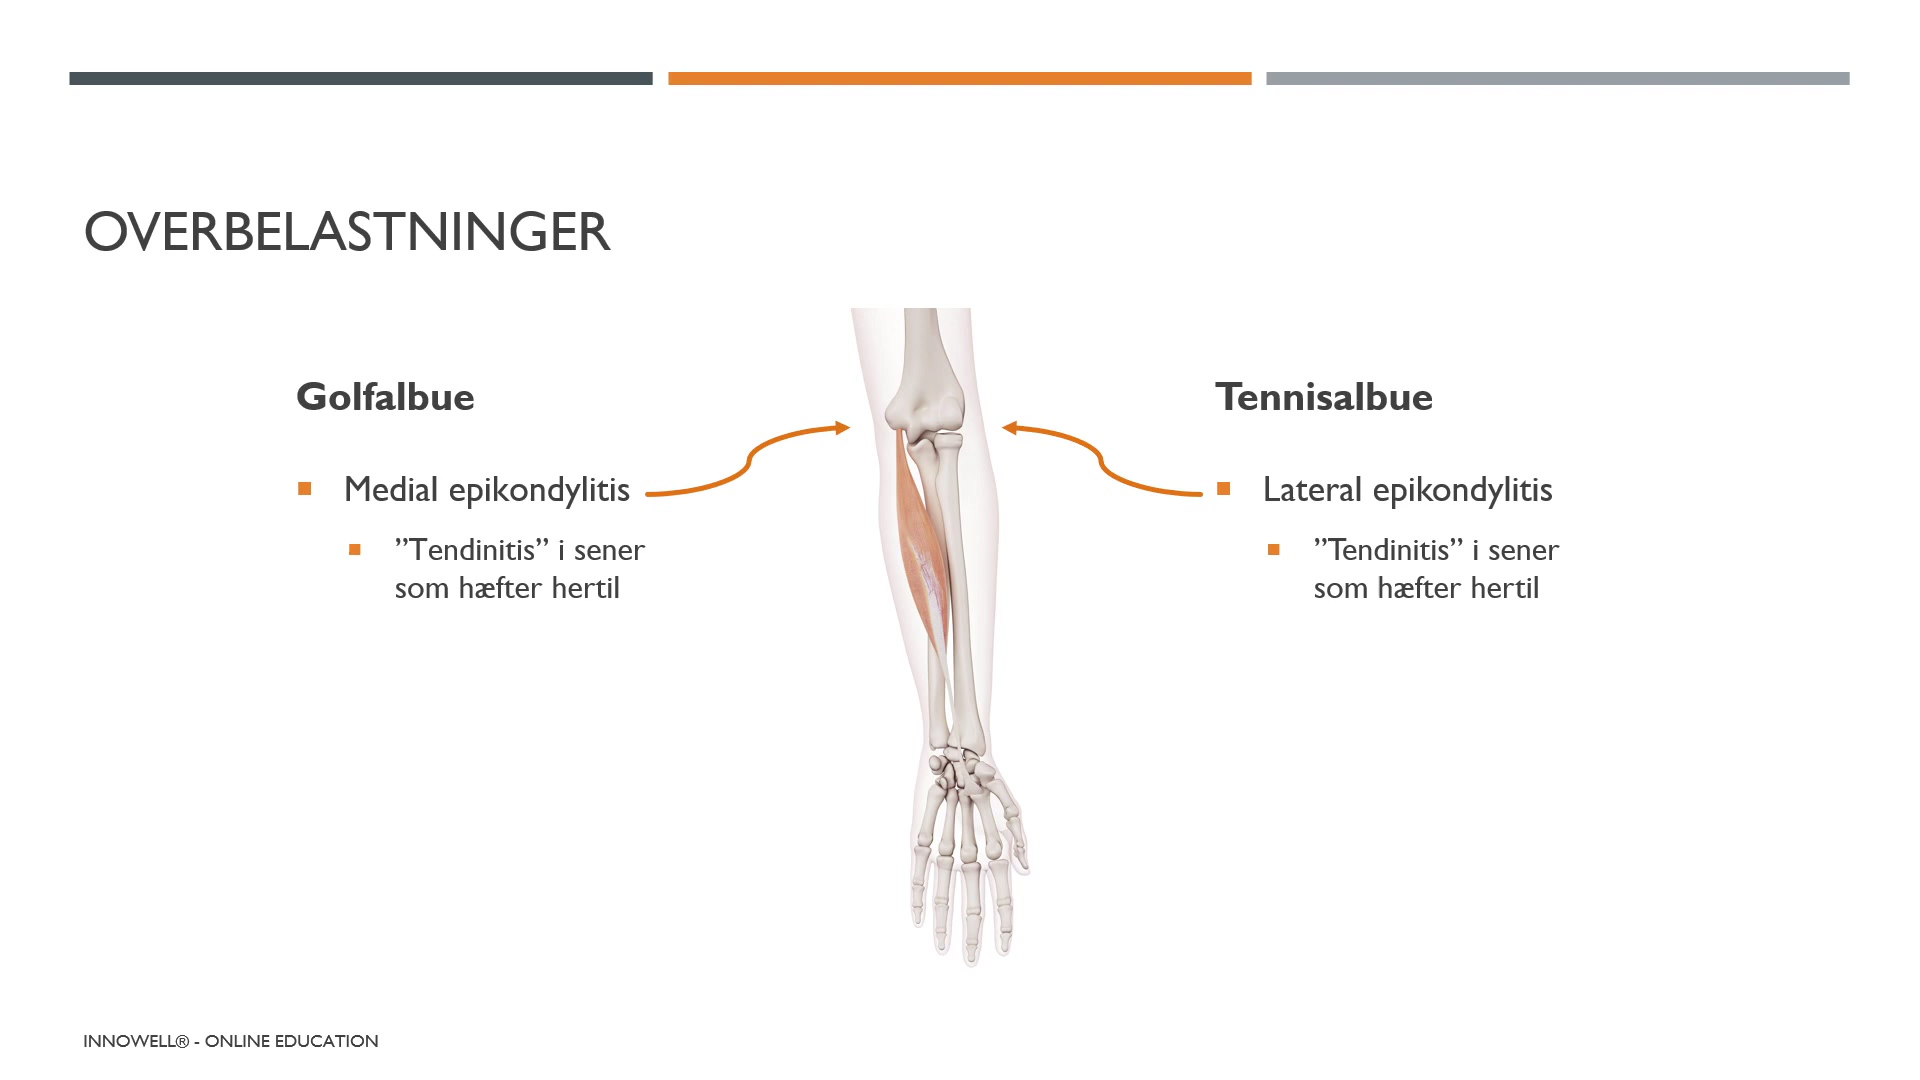 OVERBELASTNINGER
Golfalbue
Medial epikondylitis
”Tendinitis” i sener
som hæfter hertil
Tennisalbue
Lateral epikondylitis
”Tendinitis” i sener
som hæfter hertil
INNOWELL® - ONLINE EDUCATION